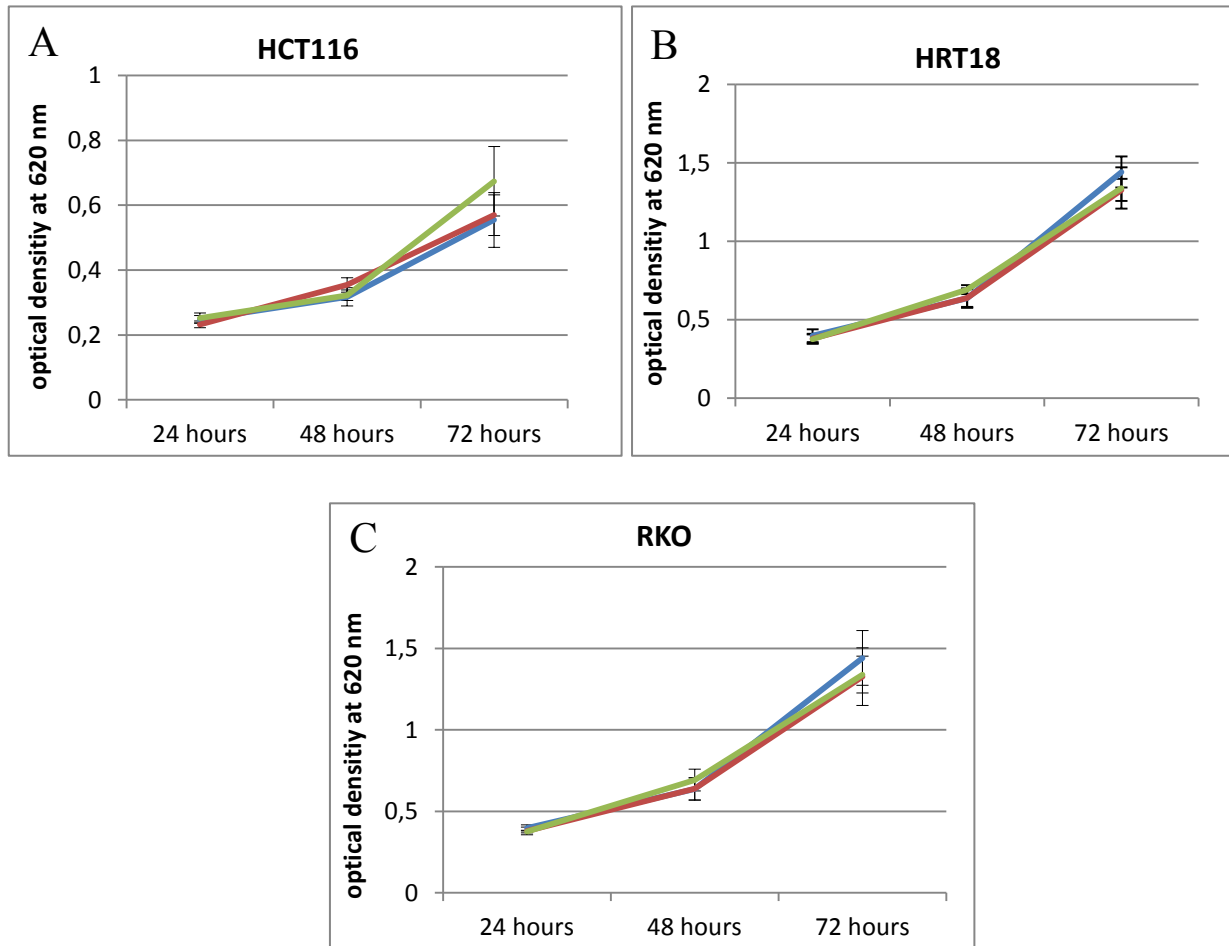 A
HCT116
optical densitiy at 620 nm
1
0,8
0,6
0,4
0,2
0
24 hours 48 hours 72 hours
B
HRT18
optical densitiy at 620 nm
2
1,5
1
0,5
0
24 hours 48 hours 72 hours
C
RKO
optical densitiy at 620 nm
2
1,5
1
0,5
0
24 hours 48 hours 72 hours